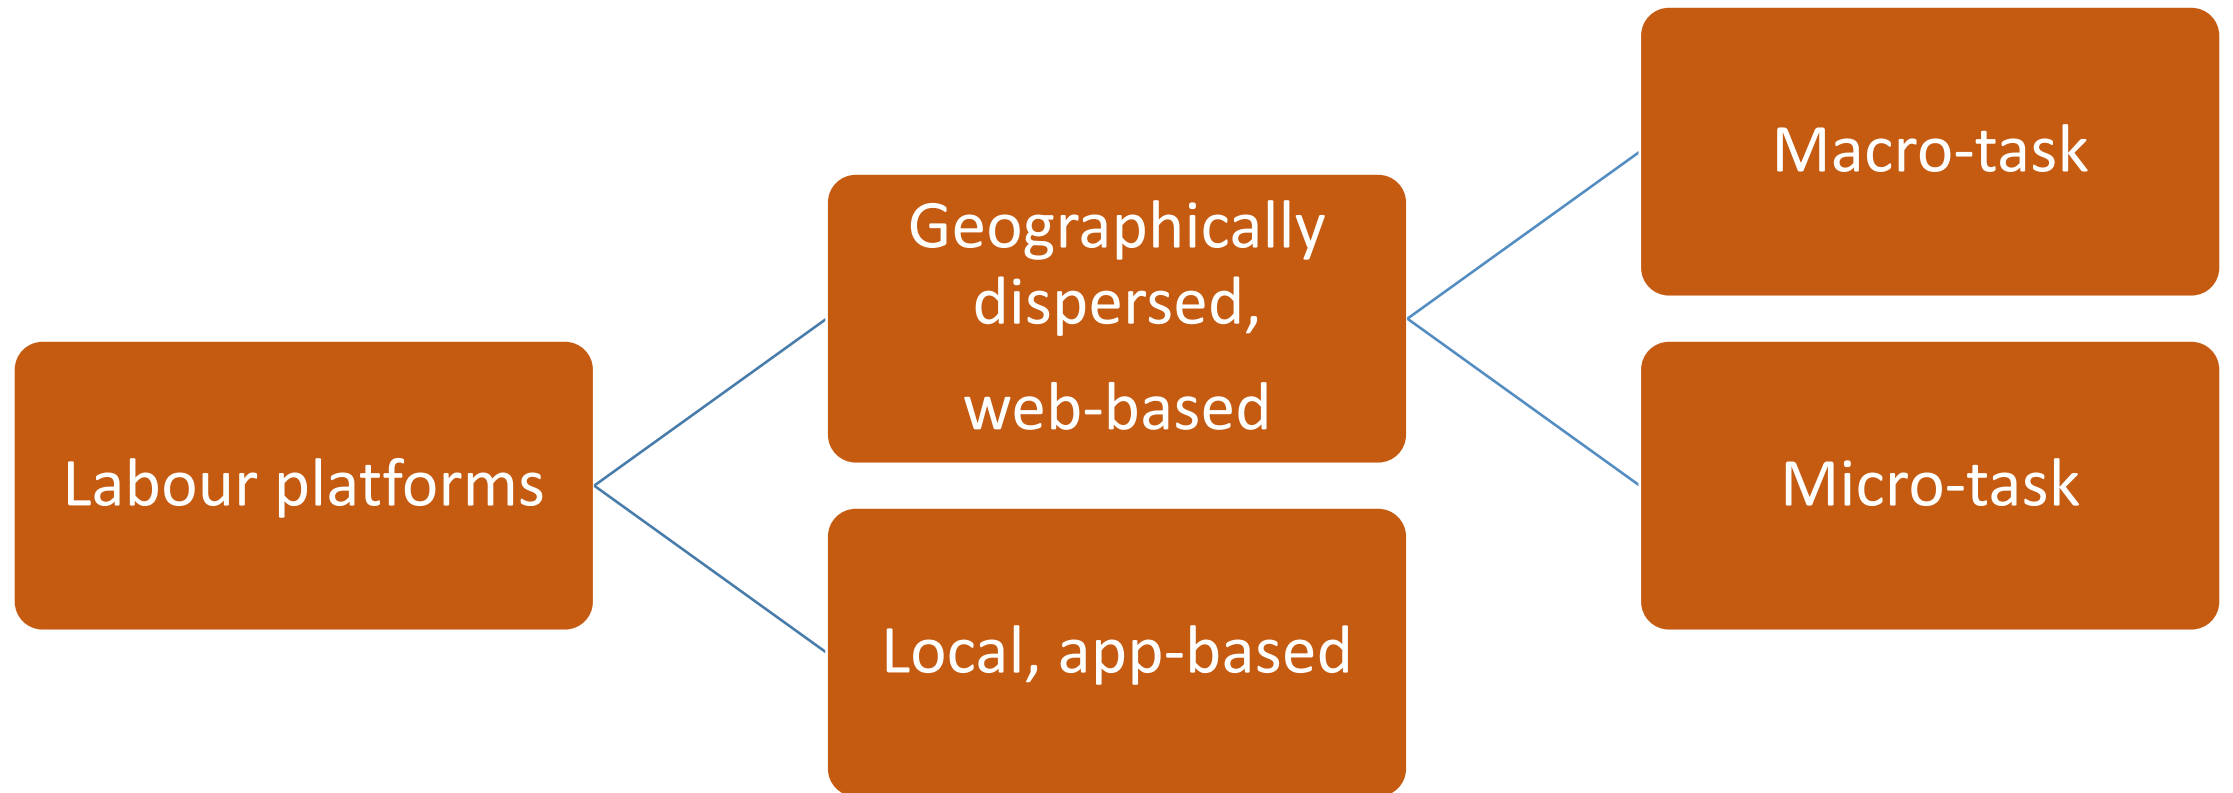 Labour platforms
Geographically
dispersed,
web-based
Local, app-based
Macro-task
Micro-task